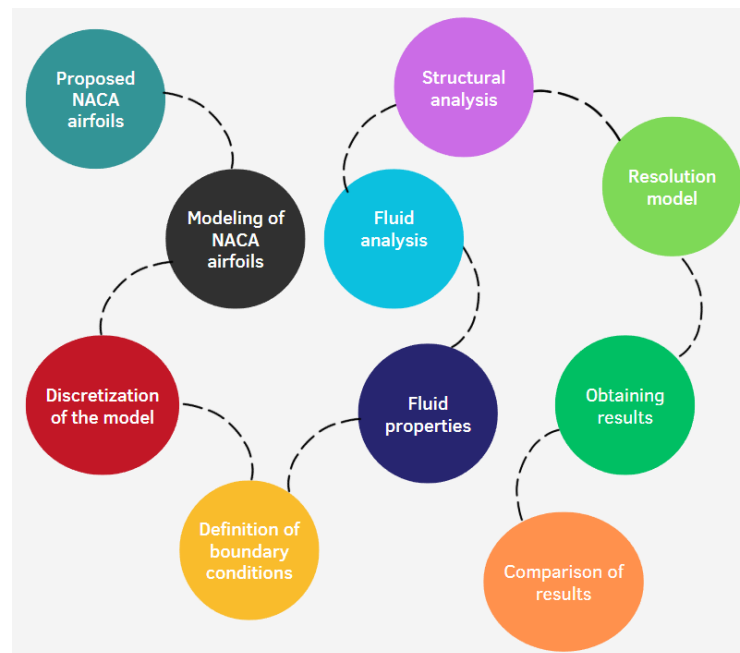 Proposed
NACA
airfoils
Modeling of
NACA
airfoils
Discretization
of the model
Definition of
boundary
conditions
Fluid
properties
Fluid
analysis
Structural
analysis
Resolution
model
Obtaining
results
Comparison of
results